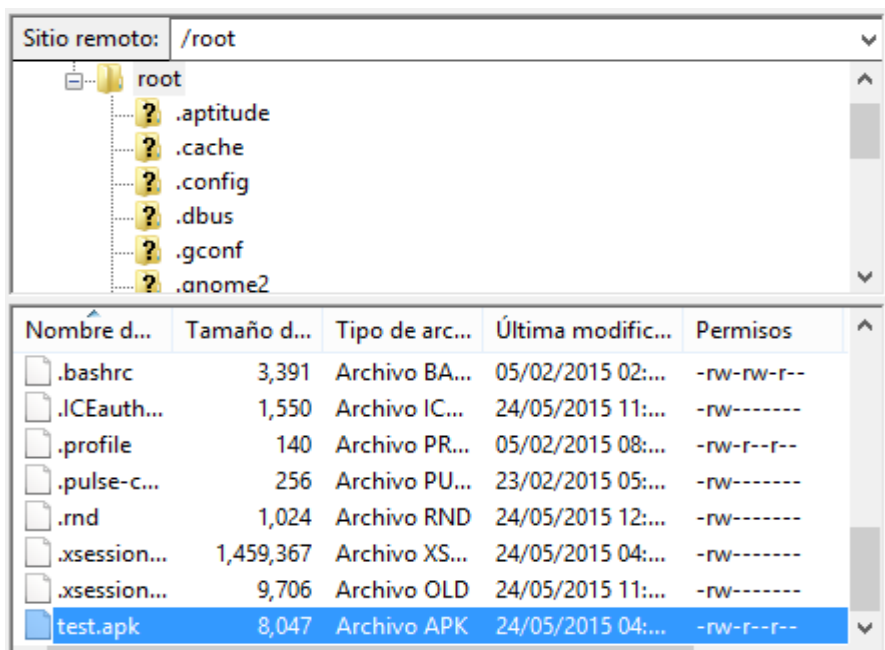 Sitio remoto: /root
root
.aptitude
.cache
.config
.dbus
.gconf
.gnome2
Nombre d... Tamaño d... Tipo de arc... Última modific... Permisos
.bashrc 3,391 Archivo BA... 05/02/2015 02:... -rw-rw-r--
.ICEauth... 1,550 Archivo IC... 24/05/2015 11:... -rw-------
.profile 140 Archivo PR... 05/02/2015 08:... -rw-r--r--
.pulse-c... 256 Archivo PU... 23/02/2015 05:... -rw-------
.rnd 1,024 Archivo RND 24/05/2015 12:... -rw-------
.xsession... 1,459,367 Archivo XS... 24/05/2015 04:... -rw-------
.xsession... 9,706 Archivo OLD 24/05/2015 11:... -rw-------
test.apk 8,047 Archivo APK 24/05/2015 04:... -rw-r--r--